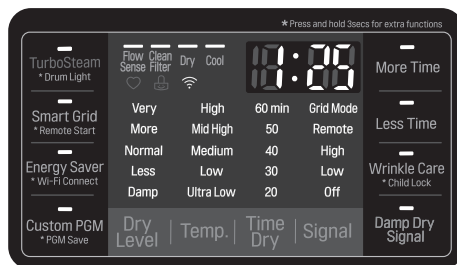 * Press and hold 3secs for extra functions
TurboSteam
* Drum Light
Smart Grid
* Remote Start
Energy Saver
* Wi-Fi Connect
Custom PGM
* PGM Save
Flow Sense
Clean Filter
Dry
Cool
1:25
Very High 60 min Grid Mode
More Mid High 50 Remote
Normal Medium 40 High
Less Low 30 Low
Damp Ultra Low 20 Off
Dry Level | Temp. | Time Dry | Signal
More Time
Less Time
Wrinkle Care
* Child Lock
Damp Dry
Signal